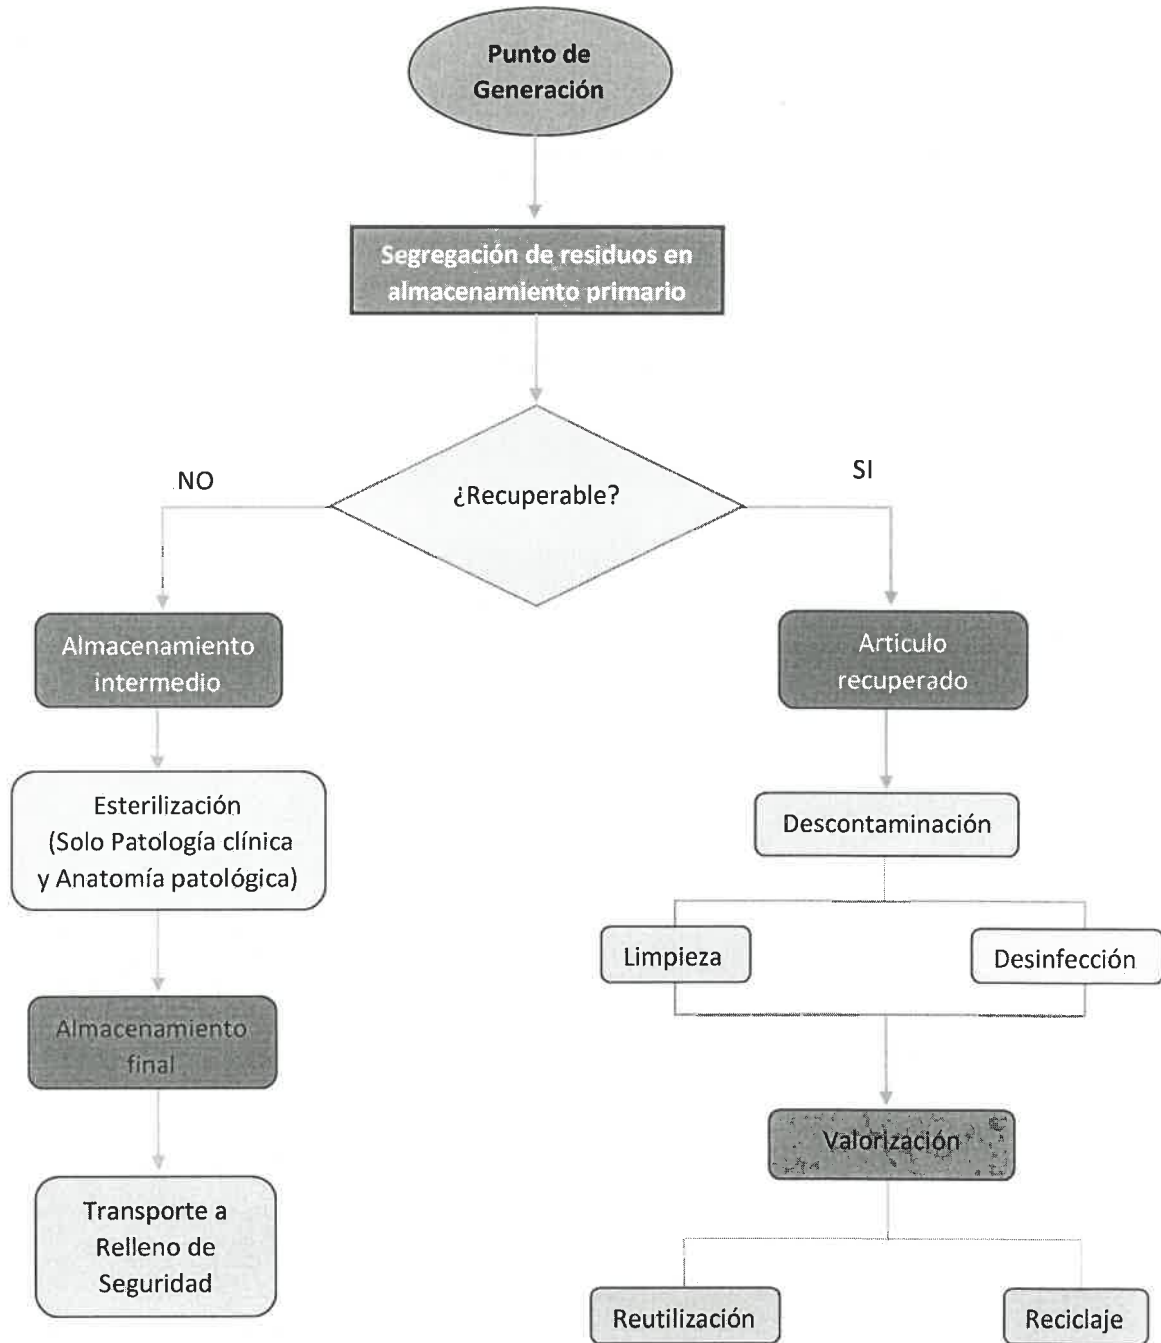 Punto de
Generación
Segregación de residuos en
almacenamiento primario
¿Recuperable?
NO
SI
Almacenamiento
intermedio
Articulo
recuperado
Esterilización
(Solo Patología clínica
y Anatomía patológica)
Descontaminación
Limpieza
Desinfección
Almacenamiento
final
Valorización
Transporte a
Relleno de
Seguridad
Reutilización
Reciclaje